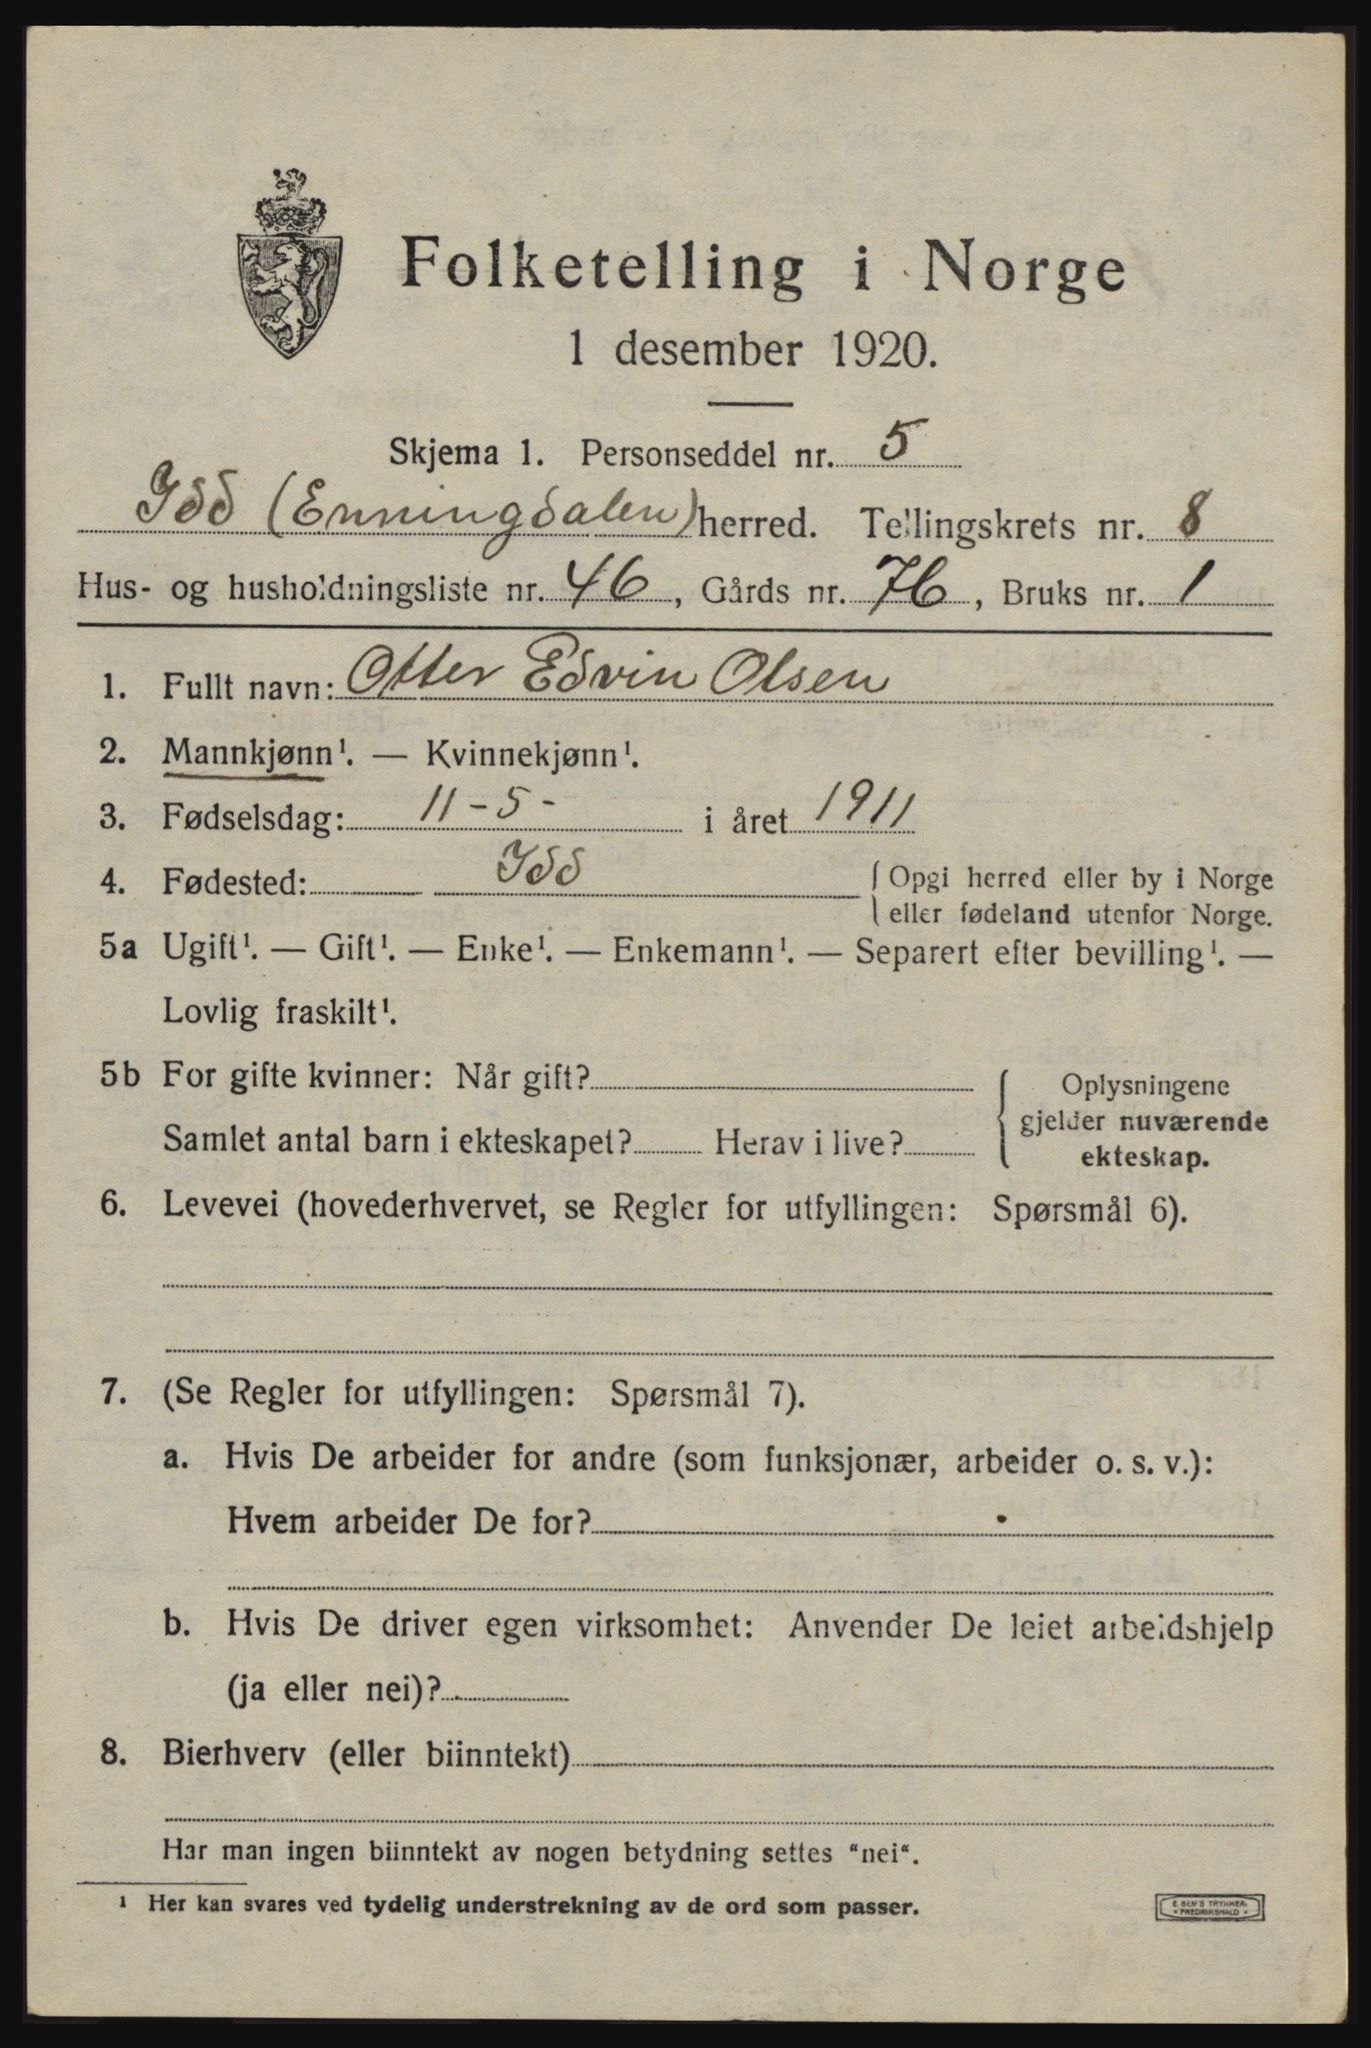 Folketelling i Norge
1 desember 1920.
Skjema 1. Personseddel nr. 5
Idd (Enningdalen) herred. Tellingskrets nr. 8
Hus- og husholdningsliste nr. 46, Gårds nr. 76, Bruks nr. 1
1. Fullt navn: Otter Edvin Olsen
2. Mannkjønn¹. — Kvinnekjønn¹.
3. Fødselsdag: 11-5- i året 1911
4. Fødested: Idd { Opgi herred eller by i Norge
eller fødeland utenfor Norge.
5a Ugift¹. — Gift¹. — Enke¹. — Enkemann¹. — Separert efter bevilling¹. —
Lovlig fraskilt¹.
5b For gifte kvinner: Når gift? { Oplysningene
gjelder nuværende
Samlet antal barn i ekteskapet? Herav i live?
ekteskap.
6. Levevei (hovederhvervet, se Regler for utfyllingen: Spørsmål 6).
7. (Se Regler for utfyllingen: Spørsmål 7).
a. Hvis De arbeider for andre (som funksjonær, arbeider o. s. v.):
Hvem arbeider De for?
b. Hvis De driver egen virksomhet: Anvender De leiet arbeidshjelp
(ja eller nei)?
8. Bierhverv (eller biinntekt)
Har man ingen biinntekt av nogen betydning settes "nei".
¹ Her kan svares ved tydelig understrekning av de ord som passer.
FREDRIKSHALD